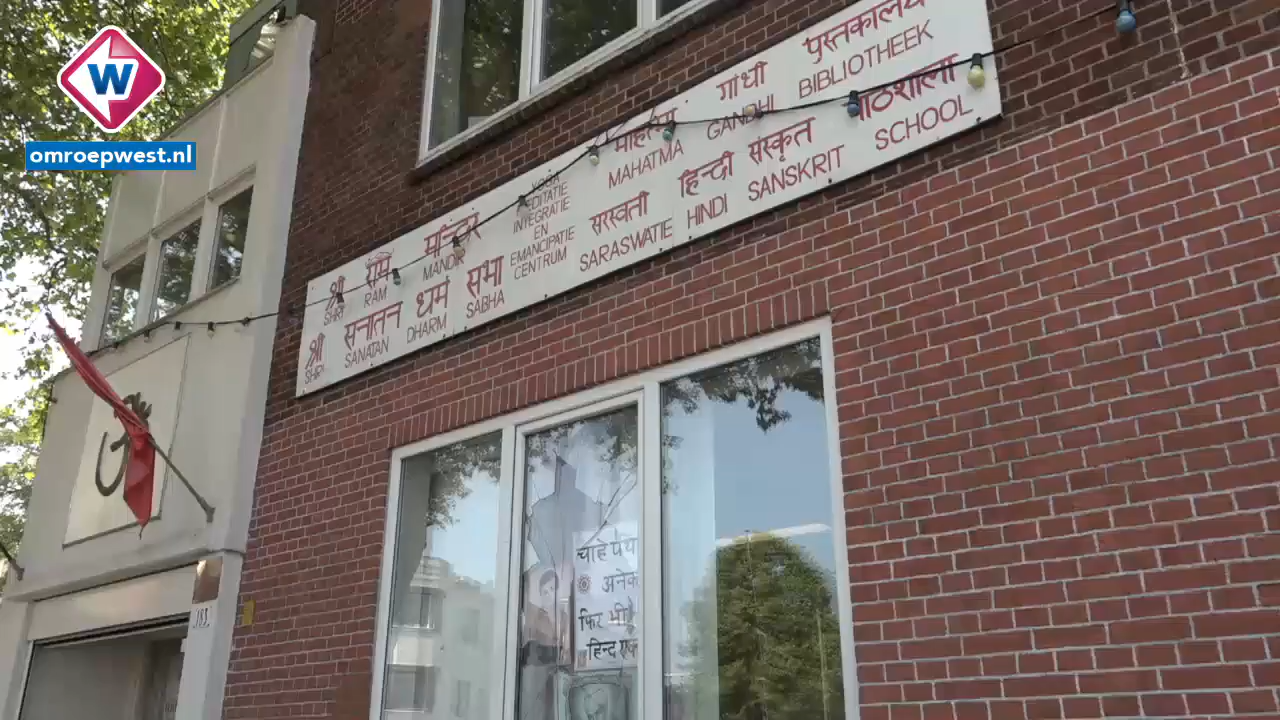 W
omroepwest.nl
श्री राम मन्दिर
SHRI RAM MANDIR
VOOR
MEDITATIE
INTEGRATIE
EN
EMANCIPATIE
CENTRUM
महात्मा गांधी पुस्तकालय
MAHATMA GANDHI BIBLIOTHEEK
श्री सनातन धर्म सभा
SHRI SANATAN DHARM SABHA
सरस्वती हिन्दी संस्कृत पाठशाला
SARASWATIE HINDI SANSKRIT SCHOOL
ॐ
183
चाहे पंथ
अनेक
फिर भी
हिन्द एक